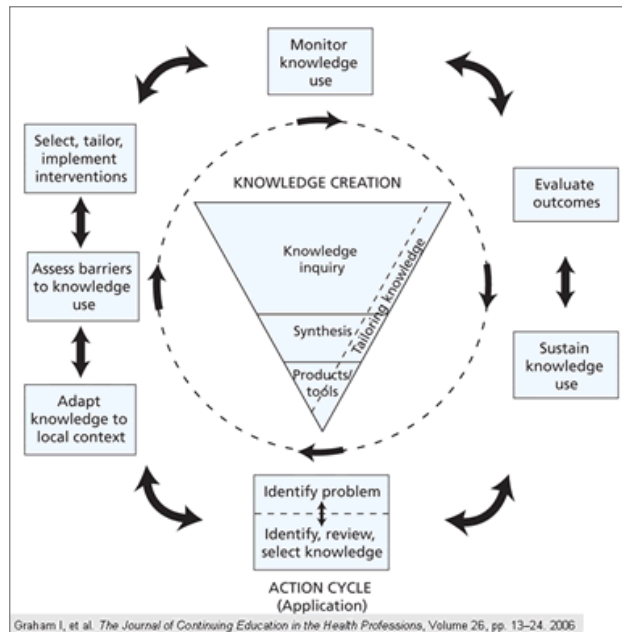 Monitor
knowledge
use
Select, tailor,
implement
interventions
Evaluate
outcomes
KNOWLEDGE CREATION
Knowledge
inquiry
Tailoring knowledge
Synthesis
Products/
tools
Assess barriers
to knowledge
use
Sustain
knowledge
use
Adapt
knowledge to
local context
Identify problem
Identify, review,
select knowledge
ACTION CYCLE
(Application)
Graham I, et al. The Journal of Continuing Education in the Health Professions, Volume 26, pp. 13–24. 2006